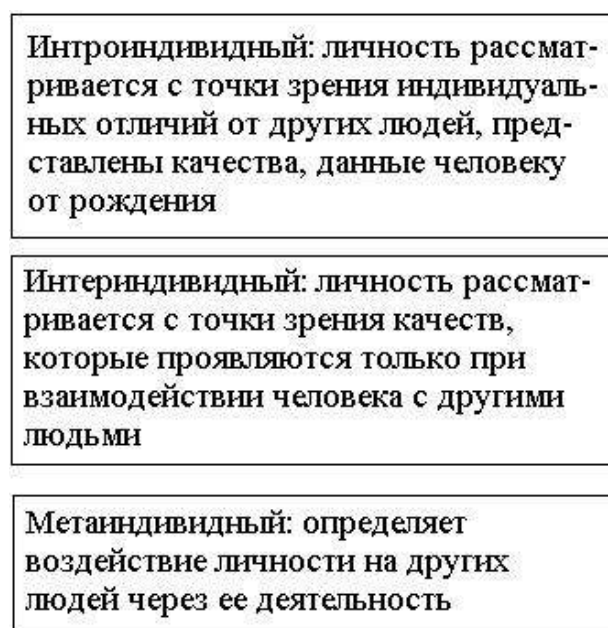 Интроиндивидный: личность рассмат-
ривается с точки зрения индивидуаль-
ных отличий от других людей, пред-
ставлены качества, данные человеку
от рождения
Интериндивидный: личность рассмат-
ривается с точки зрения качеств,
которые проявляются только при
взаимодействии человека с другими
людьми
Метаиндивидный: определяет
воздействие личности на других
людей через ее деятельность